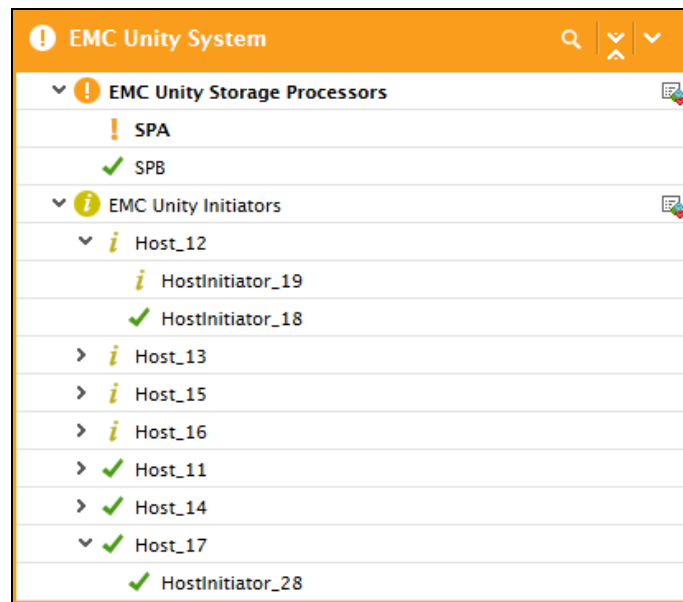 EMC Unity System
EMC Unity Storage Processors
SPA
SPB
EMC Unity Initiators
Host_12
HostInitiator_19
HostInitiator_18
Host_13
Host_15
Host_16
Host_11
Host_14
Host_17
HostInitiator_28